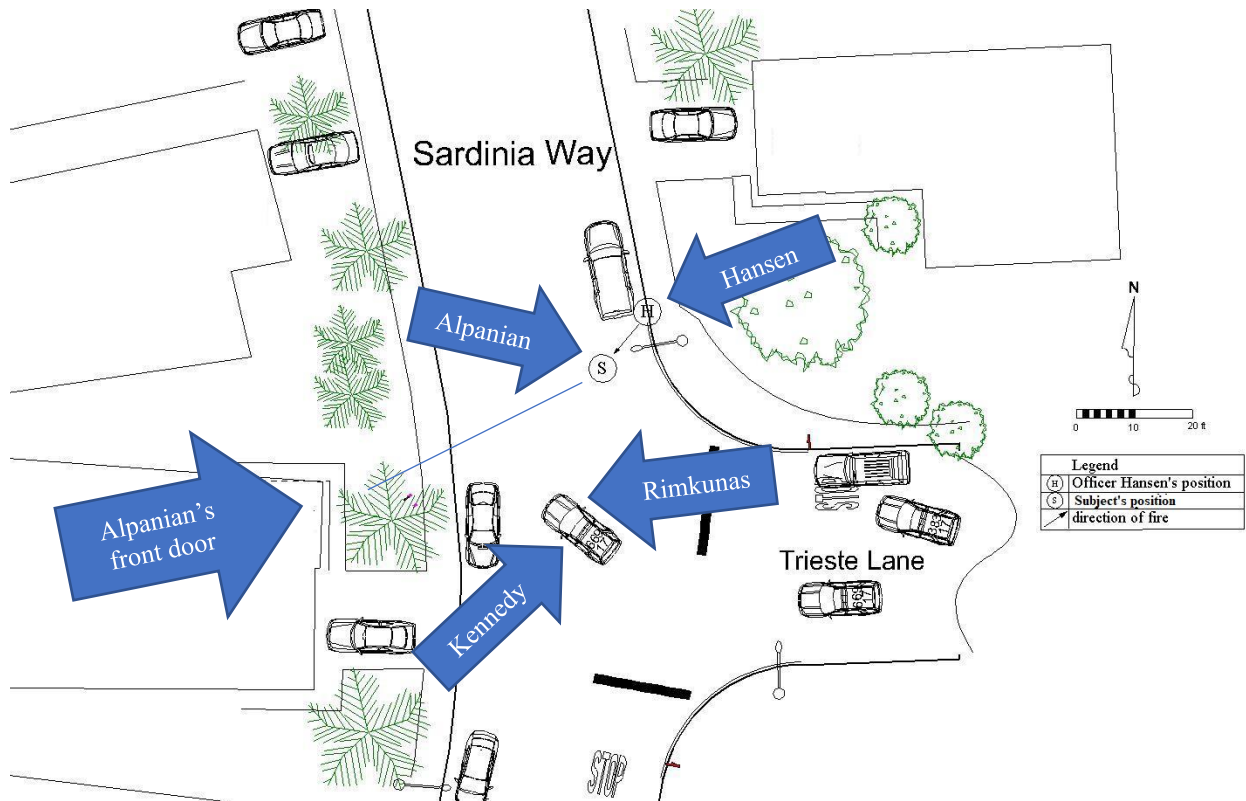 Sardinia Way
Hansen
Alpanian
H
S
N
0 10 20 ft
Rimkunas
Legend
H Officer Hansen's position
S Subject's position
direction of fire
Alpanian's
front door
STOP
Trieste Lane
Kennedy
STOP